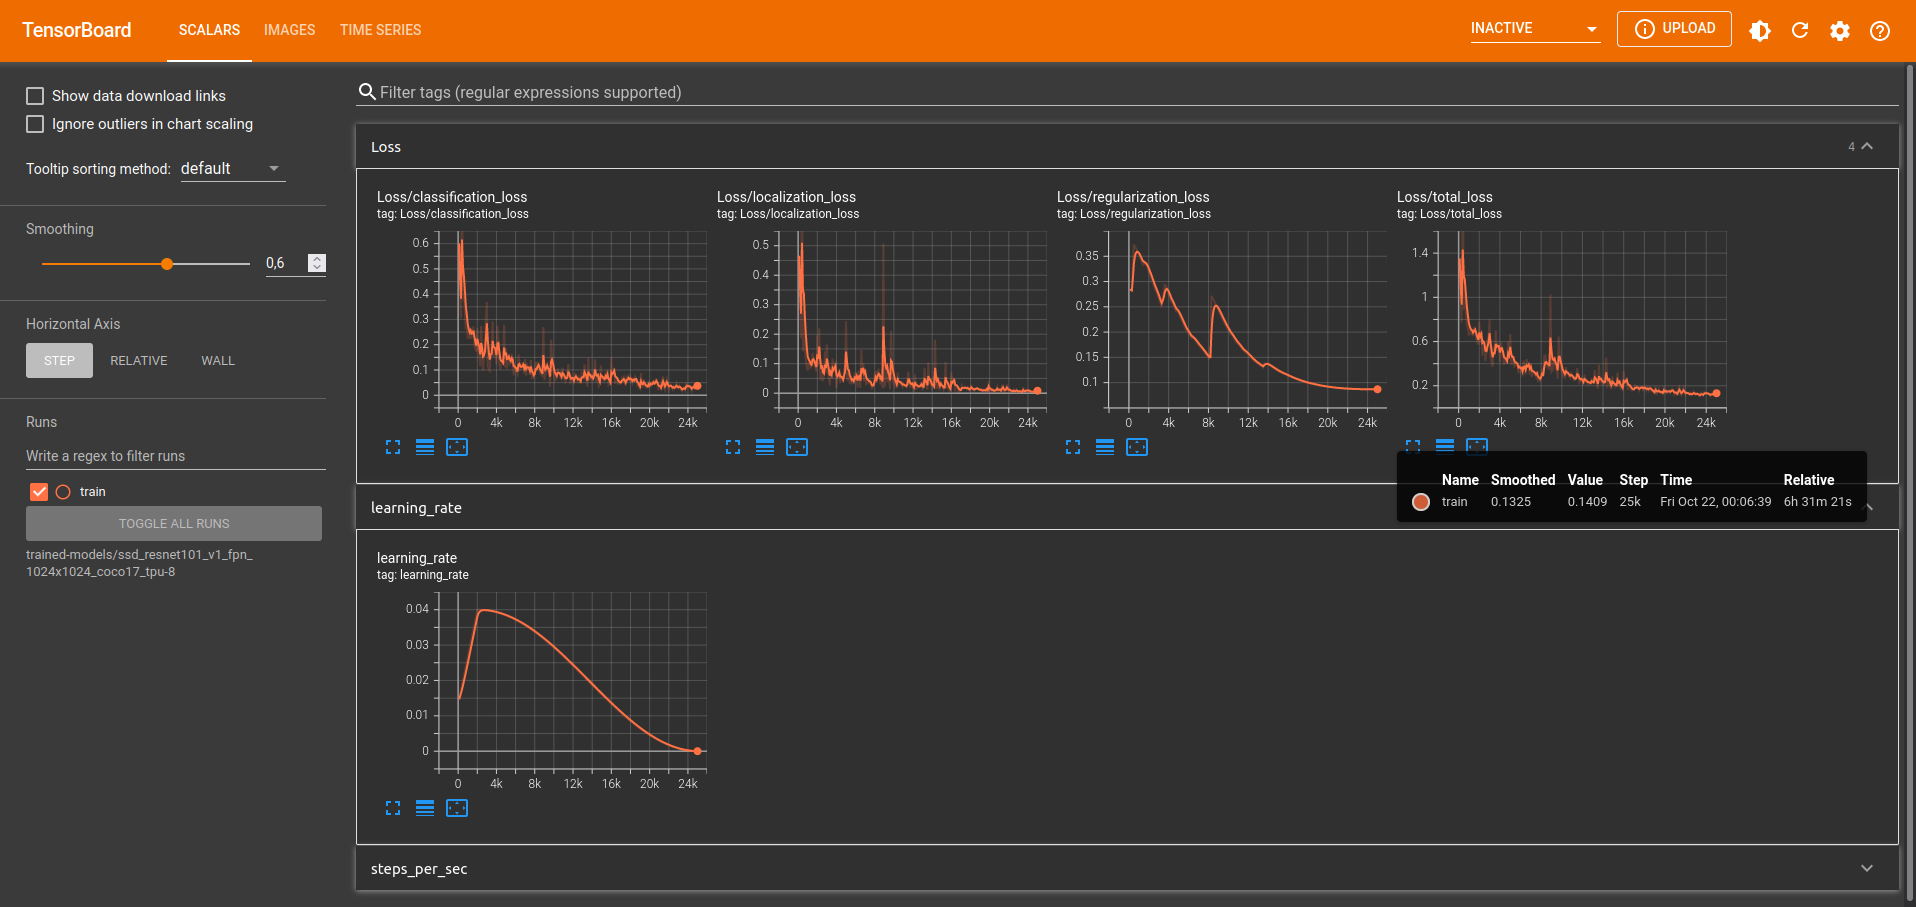 TensorBoard
SCALARS IMAGES TIME SERIES
INACTIVE
UPLOAD
Show data download links
Ignore outliers in chart scaling
Tooltip sorting method: default
Smoothing
0,6
Horizontal Axis
STEP RELATIVE WALL
Runs
Write a regex to filter runs
train
TOGGLE ALL RUNS
trained-models/ssd_resnet101_v1_fpn_
1024x1024_coco17_tpu-8
Filter tags (regular expressions supported)
Loss
4
Loss/classification_loss
tag: Loss/classification_loss
0.6
0.5
0.4
0.3
0.2
0.1
0
0 4k 8k 12k 16k 20k 24k
Loss/localization_loss
tag: Loss/localization_loss
0.5
0.4
0.3
0.2
0.1
0
0 4k 8k 12k 16k 20k 24k
Loss/regularization_loss
tag: Loss/regularization_loss
0.35
0.3
0.25
0.2
0.15
0.1
0 4k 8k 12k 16k 20k 24k
Loss/total_loss
tag: Loss/total_loss
1.4
1
0.6
0.2
0 4k 8k 12k 16k 20k 24k
Name Smoothed Value Step Time Relative
train 0.1325 0.1409 25k Fri Oct 22, 00:06:39 6h 31m 21s
learning_rate
learning_rate
tag: learning_rate
0.04
0.03
0.02
0.01
0
0 4k 8k 12k 16k 20k 24k
steps_per_sec